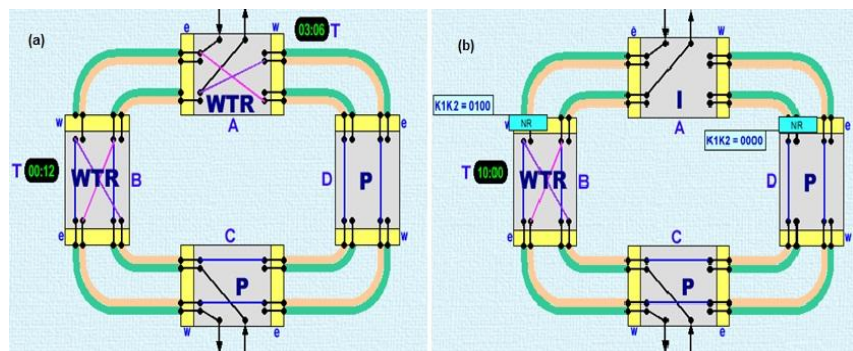 (a)
e
w
03:06 T
WTR
A
w
e
T 00:12
WTR
B
D
P
e
w
C
P
w
e
(b)
e
w
I
A
K1K2 = 0100
w
NR
K1K2 = 0000
NR
e
T 10:00
WTR
B
D
P
e
w
C
P
w
e